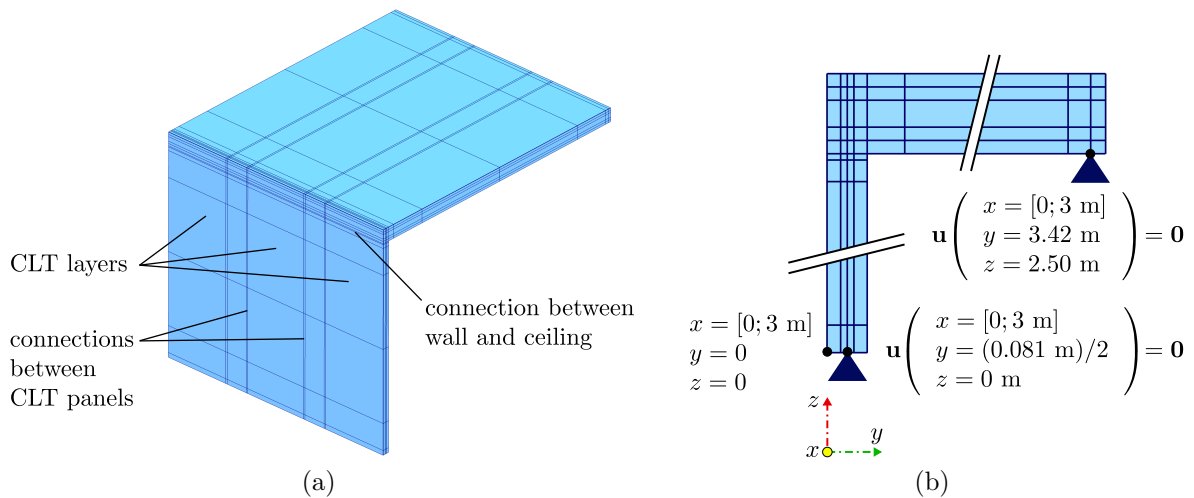 CLT layers
connections
between
CLT panels
connection between
wall and ceiling
(a)
u( x = [0; 3 m]
y = 3.42 m
z = 2.50 m ) = 0
x = [0; 3 m]
y = 0
z = 0
u( x = [0; 3 m]
y = (0.081 m)/2
z = 0 m ) = 0
z
y
x
(b)